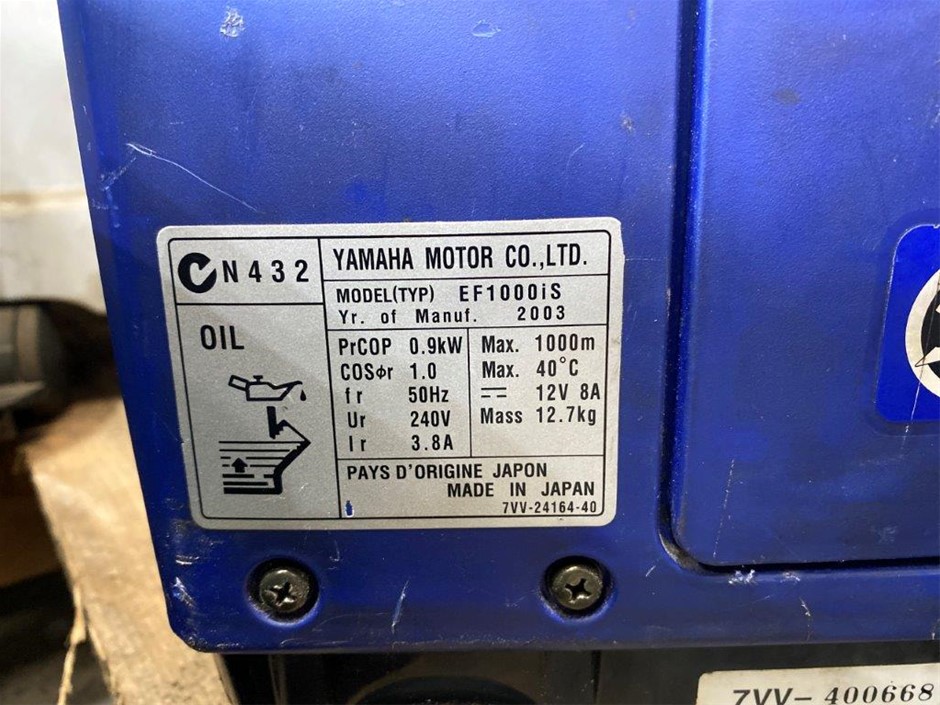 N432
YAMAHA MOTOR CO.,LTD.
MODEL(TYP) EF1000iS
Yr. of Manuf. 2003
OIL
PrCOP 0.9kW
COSφr 1.0
fr 50Hz
Ur 240V
Ir 3.8A
Max. 1000m
Max. 40°C
12V 8A
Mass 12.7kg
PAYS D'ORIGINE JAPON
MADE IN JAPAN
7VV-24164-40
7VV-400668